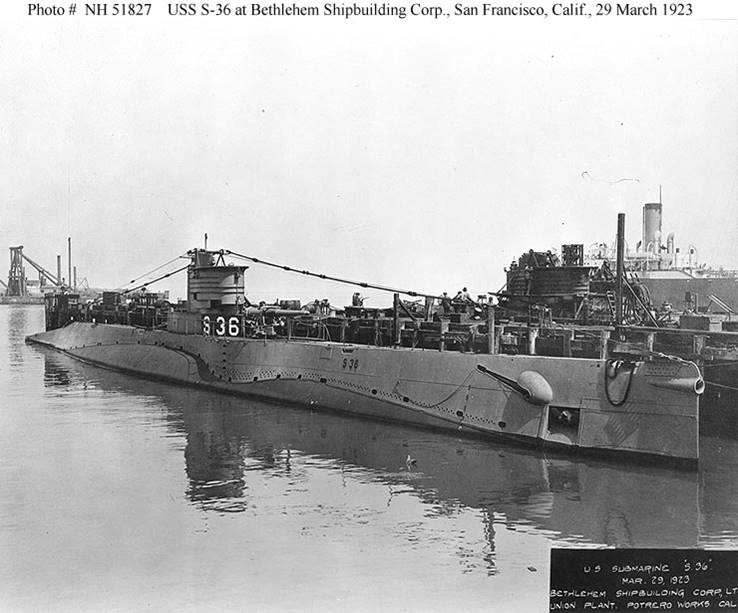 Photo # NH 51827 USS S-36 at Bethlehem Shipbuilding Corp., San Francisco, Calif., 29 March 1923
S 36
S 36
U.S. SUBMARINE "S.36".
MAR. 29, 1923
BETHLEHEM SHIPBUILDING CORP, LT
UNION PLANT. POTRERO WORKS CAL